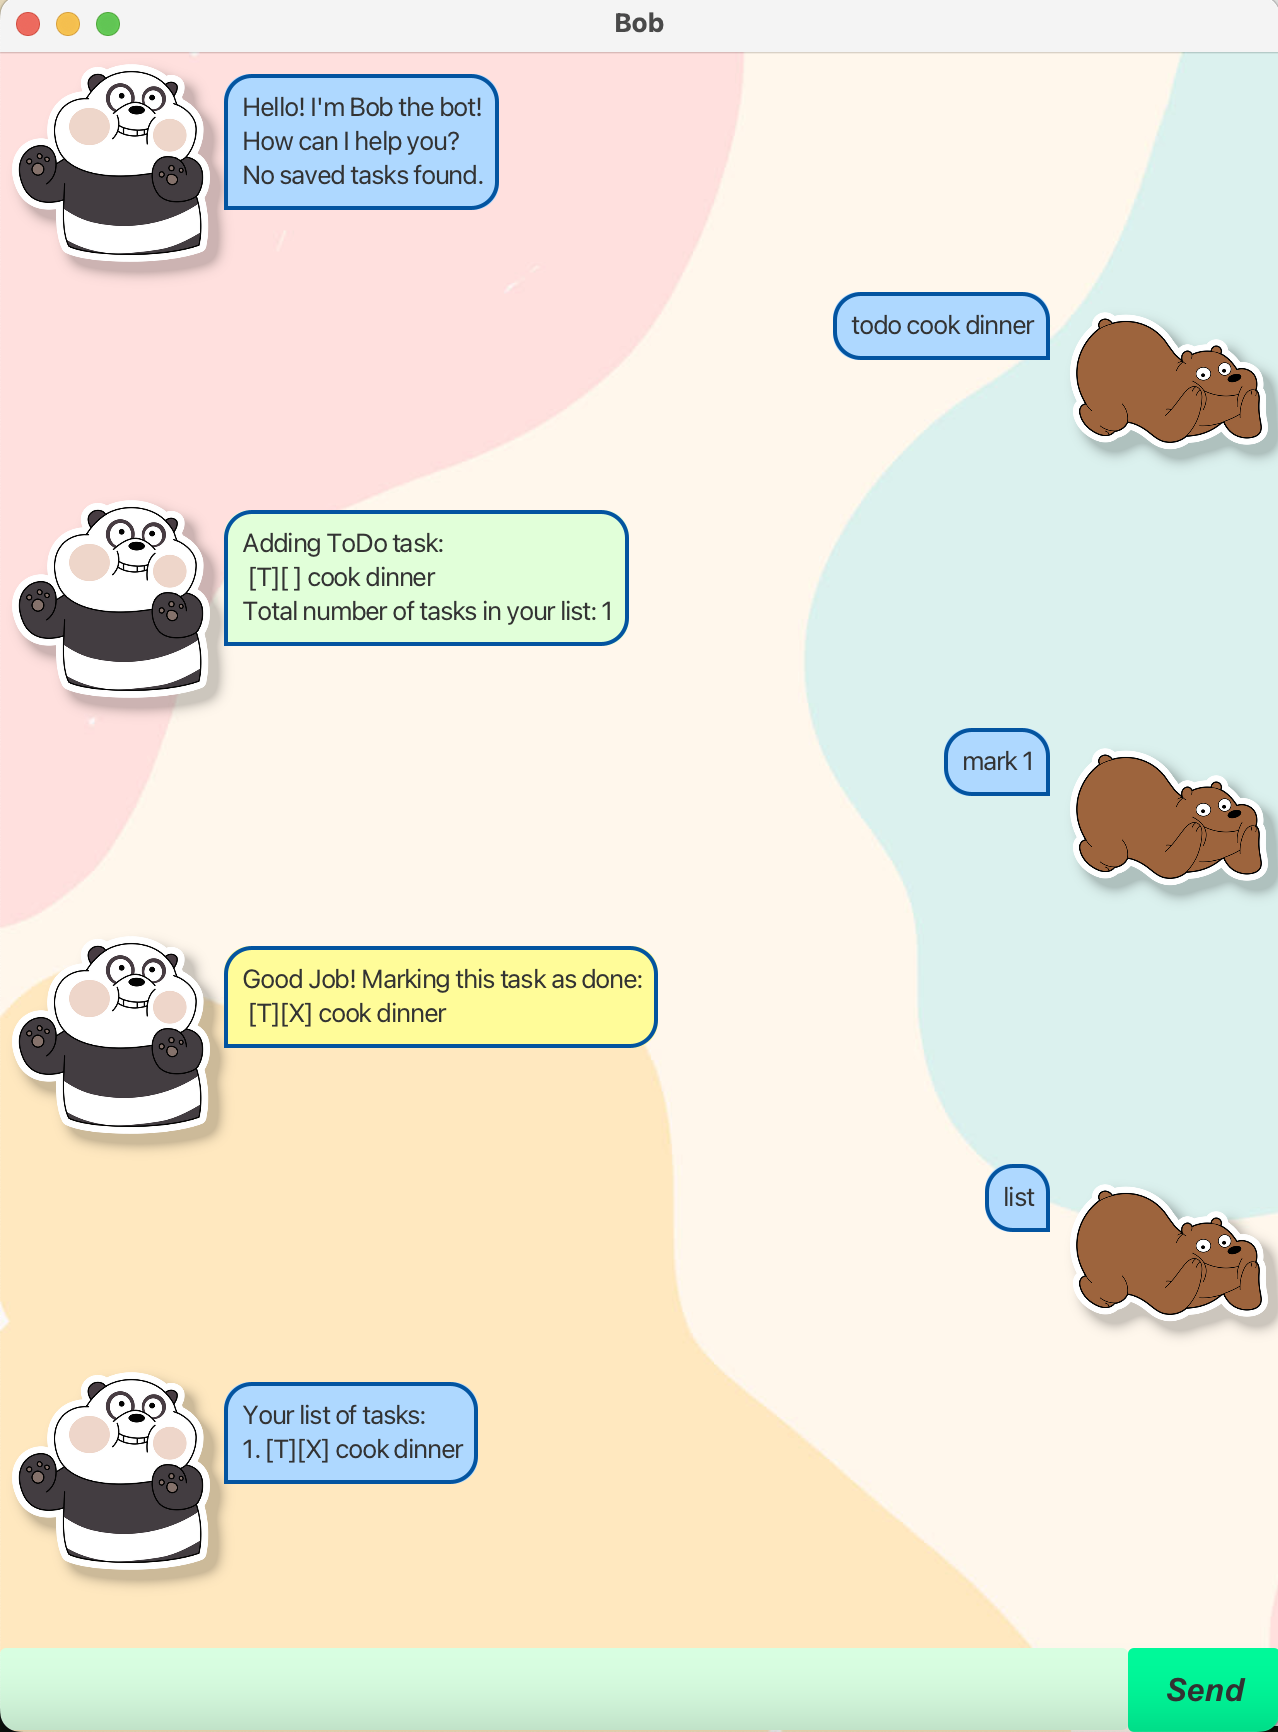 Bob
Hello! I'm Bob the bot!
How can I help you?
No saved tasks found.
todo cook dinner
Adding ToDo task:
[T][ ] cook dinner
Total number of tasks in your list: 1
mark 1
Good Job! Marking this task as done:
[T][X] cook dinner
list
Your list of tasks:
1. [T][X] cook dinner
Send